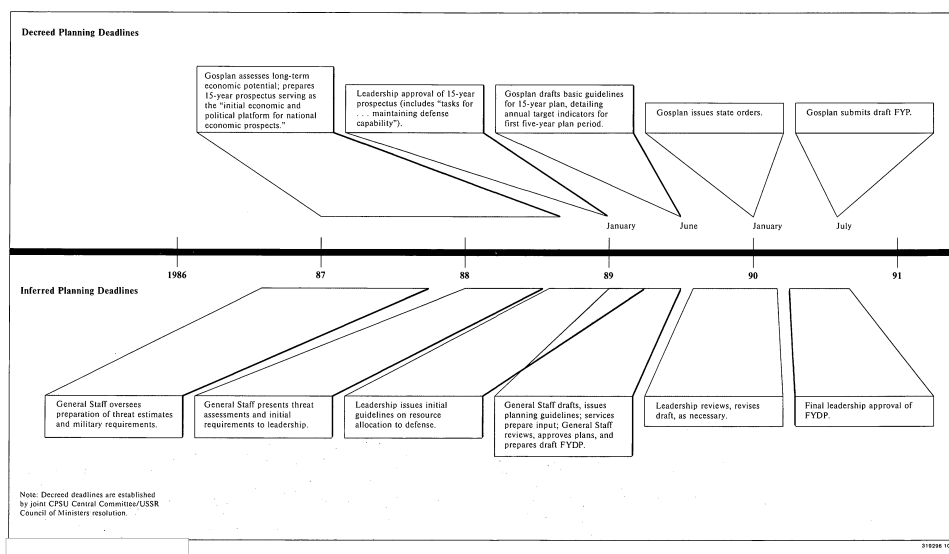 Decreed Planning Deadlines
Gosplan assesses long-term
economic potential; prepares
15-year prospectus serving as
the "initial economic and
political platform for national
economic prospects."
Leadership approval of 15-year
prospectus (includes "tasks for
. . . maintaining defense
capability").
Gosplan drafts basic guidelines
for 15-year plan, detailing
annual target indicators for
first five-year plan period.
Gosplan issues state orders.
Gosplan submits draft FYP.
January
June
January
July
1986
87
88
89
90
91
Inferred Planning Deadlines
General Staff oversees
preparation of threat estimates
and military requirements.
General Staff presents threat
assessments and initial
requirements to leadership.
Leadership issues initial
guidelines on resource
allocation to defense.
General Staff drafts, issues
planning guidelines; services
prepare input; General Staff
reviews, approves plans, and
prepares draft FYDP.
Leadership reviews, revises
draft, as necessary.
Final leadership approval of
FYDP.
Note: Decreed deadlines are established
by joint CPSU Central Committee/USSR
Council of Ministers resolution.